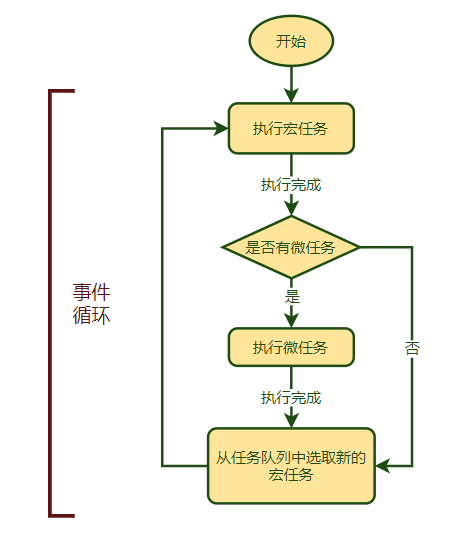 开始
执行宏任务
执行完成
是否有微任务
是
执行微任务
否
执行完成
从任务队列中选取新的
宏任务
事件
循环